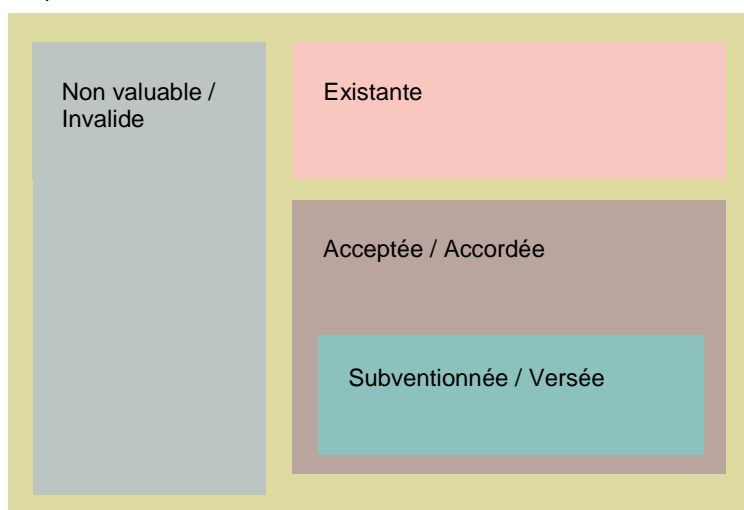 Non valuable /
Invalide
Existante
Acceptée / Accordée
Subventionnée / Versée